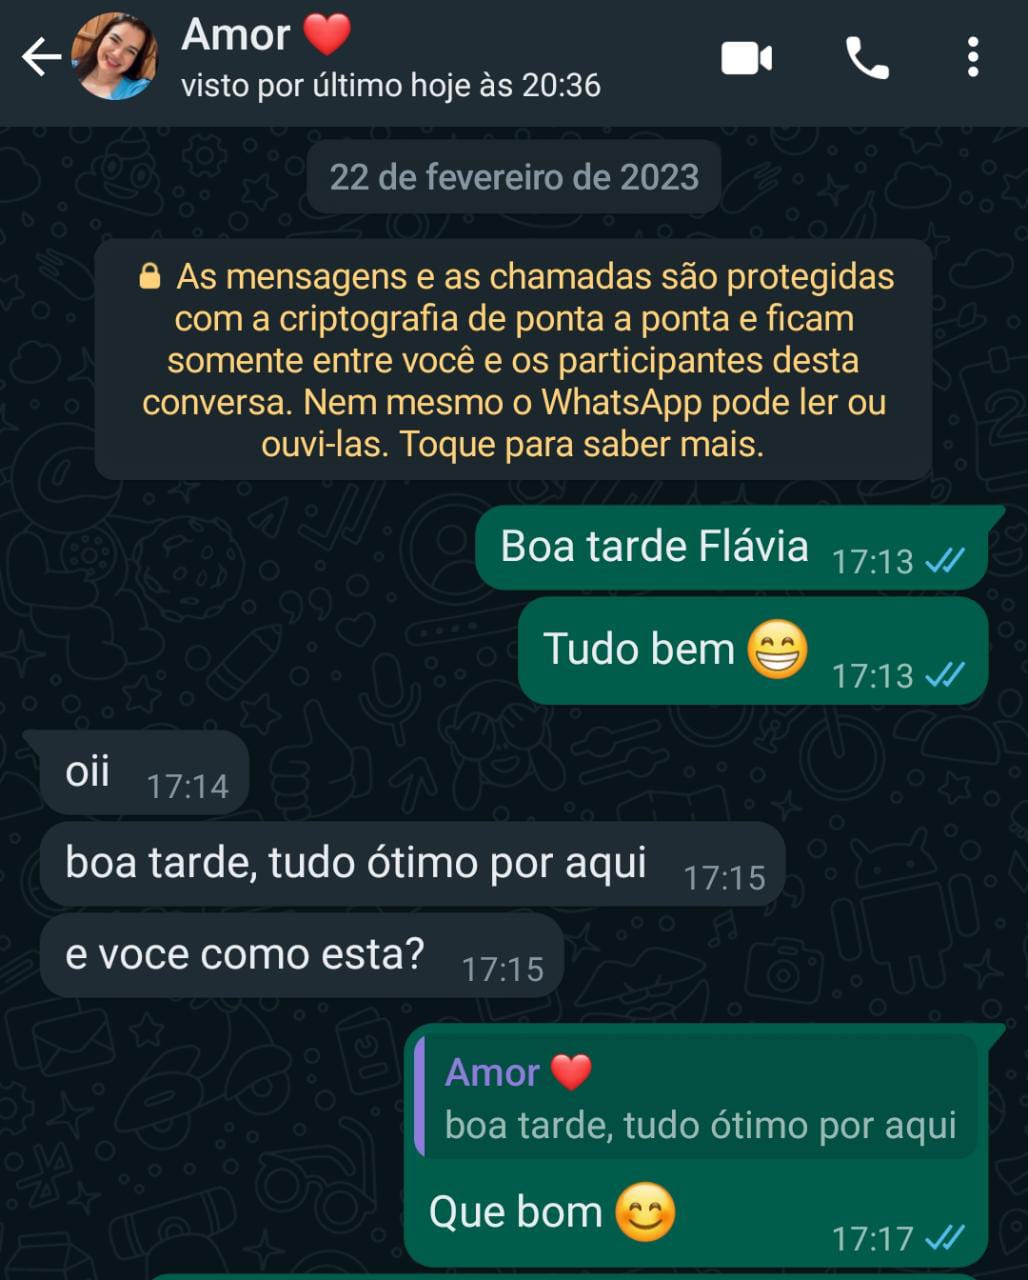 Amor ❤️
visto por último hoje às 20:36
22 de fevereiro de 2023
🔒 As mensagens e as chamadas são protegidas
com a criptografia de ponta a ponta e ficam
somente entre você e os participantes desta
conversa. Nem mesmo o WhatsApp pode ler ou
ouvi-las. Toque para saber mais.
Boa tarde Flávia 17:13
Tudo bem 😁 17:13
oii 17:14
boa tarde, tudo ótimo por aqui 17:15
e voce como esta? 17:15
Amor ❤️
boa tarde, tudo ótimo por aqui
Que bom 😊 17:17